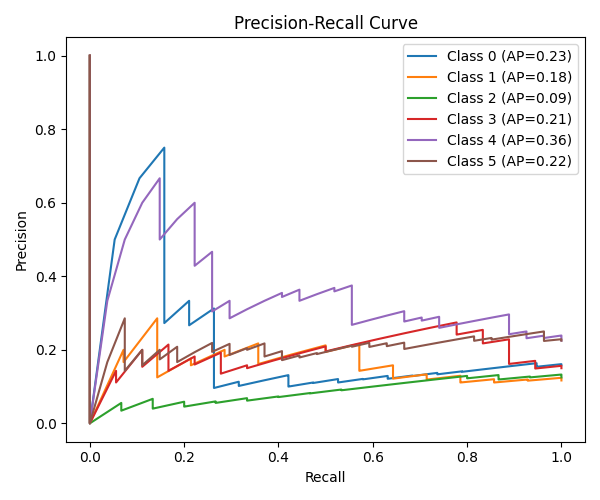 Precision-Recall Curve
Class 0 (AP=0.23)
Class 1 (AP=0.18)
Class 2 (AP=0.09)
Class 3 (AP=0.21)
Class 4 (AP=0.36)
Class 5 (AP=0.22)
1.0
0.8
0.6
0.4
0.2
0.0
Precision
0.0 0.2 0.4 0.6 0.8 1.0
Recall